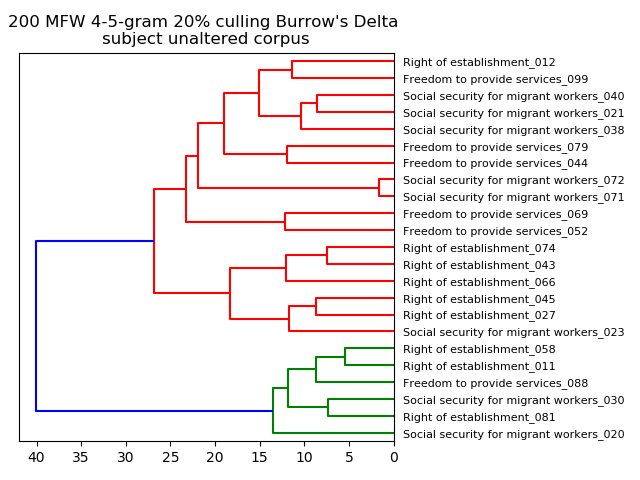 200 MFW 4-5-gram 20% culling Burrow's Delta
subject unaltered corpus
Right of establishment_012
Freedom to provide services_099
Social security for migrant workers_040
Social security for migrant workers_021
Social security for migrant workers_038
Freedom to provide services_079
Freedom to provide services_044
Social security for migrant workers_072
Social security for migrant workers_071
Freedom to provide services_069
Freedom to provide services_052
Right of establishment_074
Right of establishment_043
Right of establishment_066
Right of establishment_045
Right of establishment_027
Social security for migrant workers_023
Right of establishment_058
Right of establishment_011
Freedom to provide services_088
Social security for migrant workers_030
Right of establishment_081
Social security for migrant workers_020
40 35 30 25 20 15 10 5 0